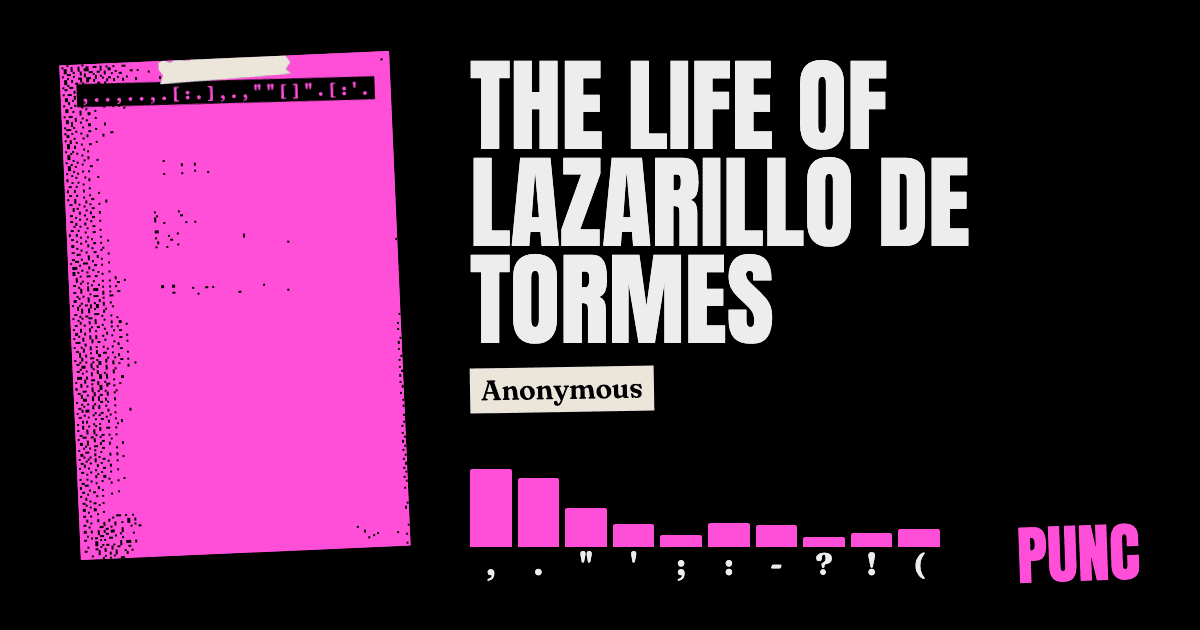 ,..,..,.[:.],.,""[]".[:'.
THE LIFE OF
LAZARILLO DE
TORMES
Anonymous
, . " ' ; : - ? ! (
PUNC